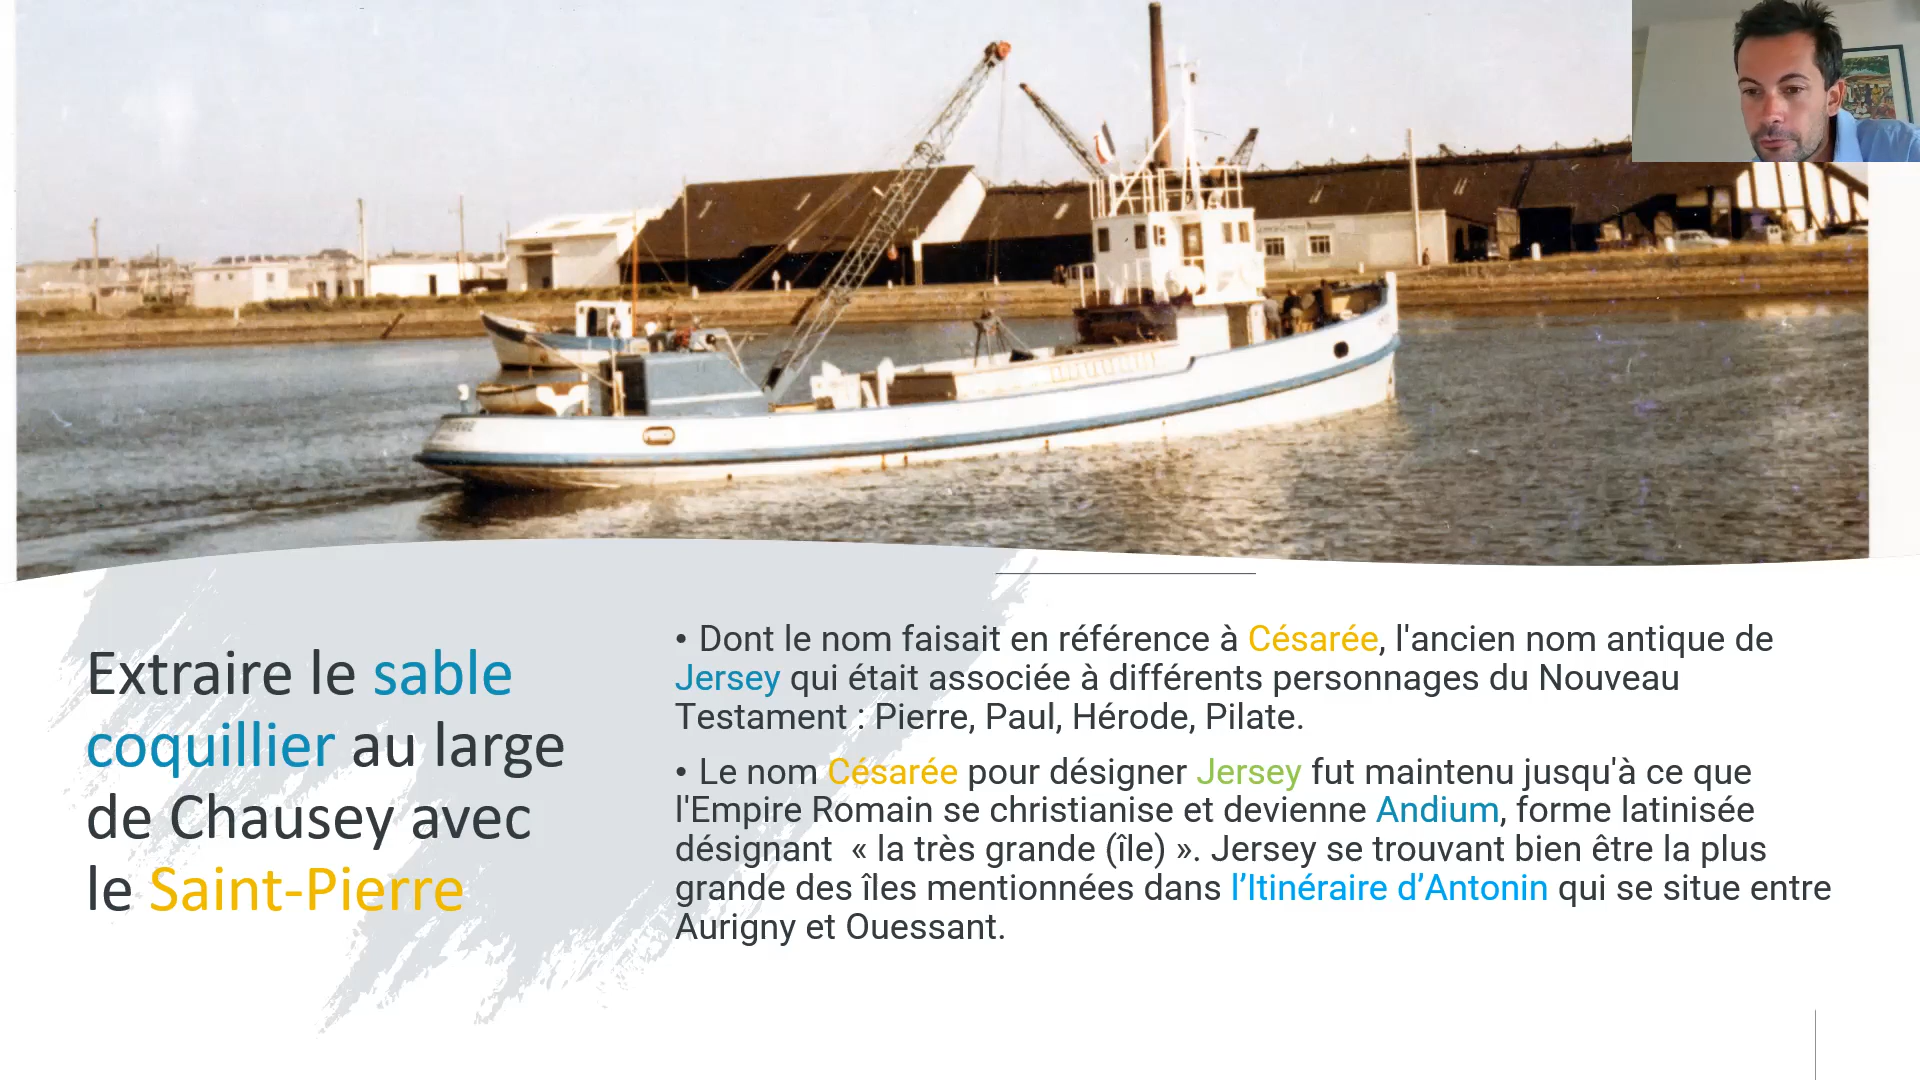 Extraire le sable
coquillier au large
de Chausey avec
le Saint-Pierre
• Dont le nom faisait en référence à Césarée, l'ancien nom antique de
Jersey qui était associée à différents personnages du Nouveau
Testament : Pierre, Paul, Hérode, Pilate.
• Le nom Césarée pour désigner Jersey fut maintenu jusqu'à ce que
l'Empire Romain se christianise et devienne Andium, forme latinisée
désignant  « la très grande (île) ». Jersey se trouvant bien être la plus
grande des îles mentionnées dans l’Itinéraire d’Antonin qui se situe entre
Aurigny et Ouessant.